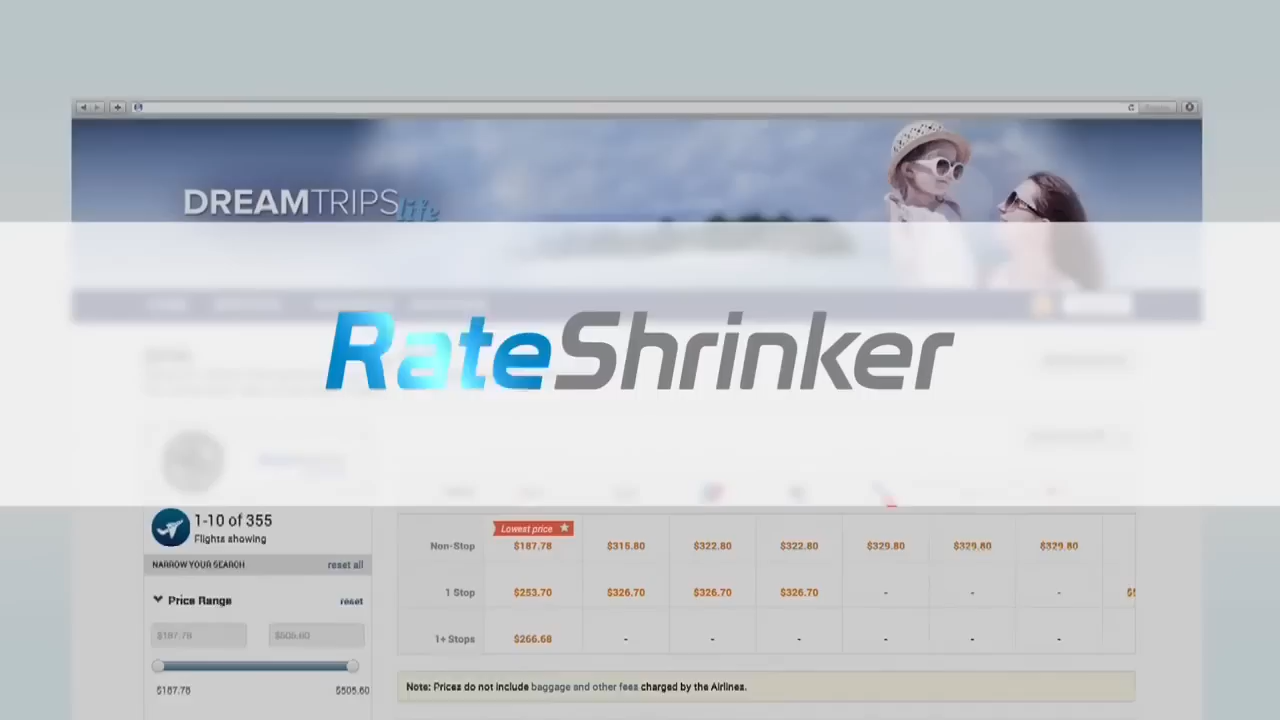 DREAMTRIPSlife
RateShrinker
1-10 of 355
Flights showing
NARROW YOUR SEARCH reset all
Price Range reset
$187.78 $505.60
$187.78 $505.60
Lowest price
Non-Stop $187.78 $315.80 $322.80 $322.80 $329.80 $329.80 $329.80
1 Stop $253.70 $326.70 $326.70 $326.70 - - -
1+ Stops $266.68 - - - - - -
Note: Prices do not include baggage and other fees charged by the Airlines.